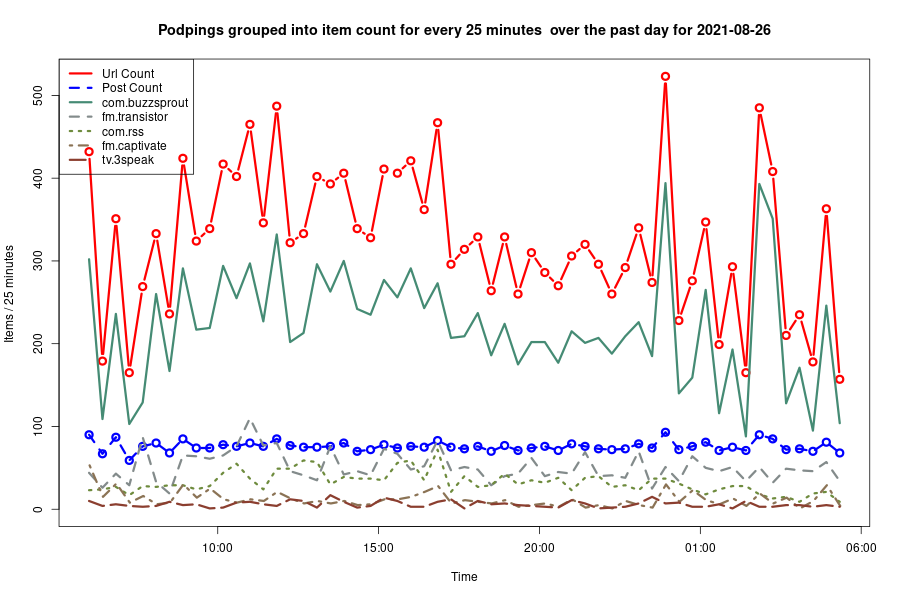 Podpings grouped into item count for every 25 minutes  over the past day for 2021-08-26
Url Count
Post Count
com.buzzsprout
fm.transistor
com.rss
fm.captivate
tv.3speak
Items / 25 minutes
500
400
300
200
100
0
10:00 15:00 20:00 01:00 06:00
Time